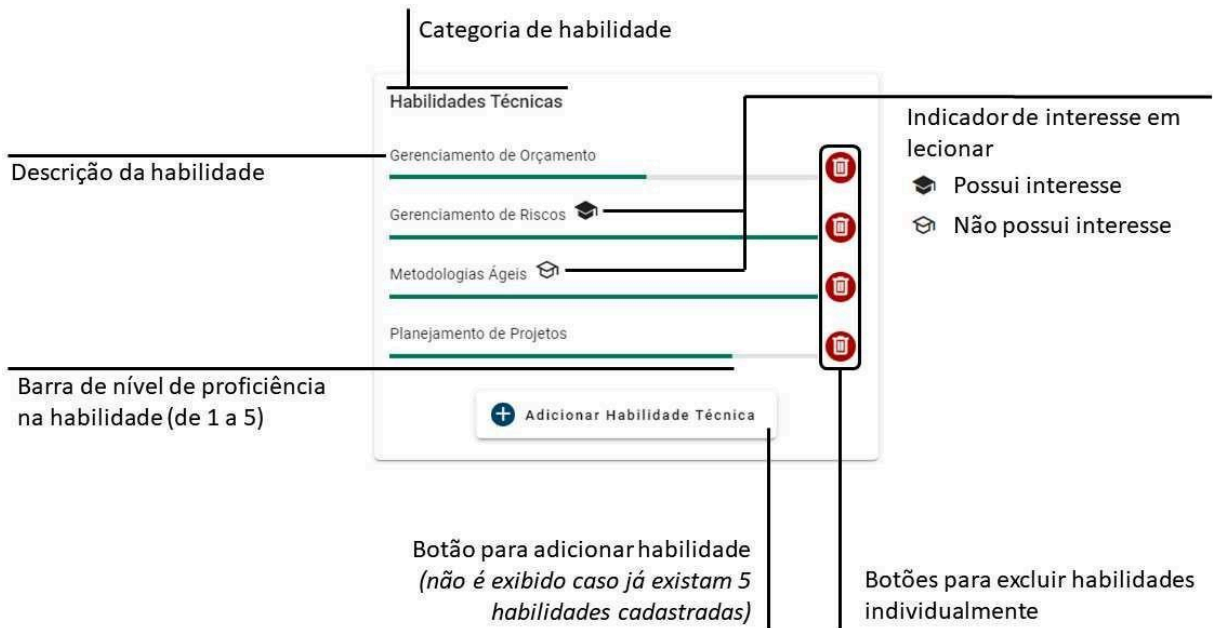 Categoria de habilidade
Habilidades Técnicas
Indicador de interesse em
lecionar
Possui interesse
Não possui interesse
Descrição da habilidade
Gerenciamento de Orçamento
Gerenciamento de Riscos
Metodologias Ágeis
Planejamento de Projetos
Barra de nível de proficiência
na habilidade (de 1 a 5)
Adicionar Habilidade Técnica
Botão para adicionar habilidade
(não é exibido caso já existam 5
habilidades cadastradas)
Botões para excluir habilidades
individualmente